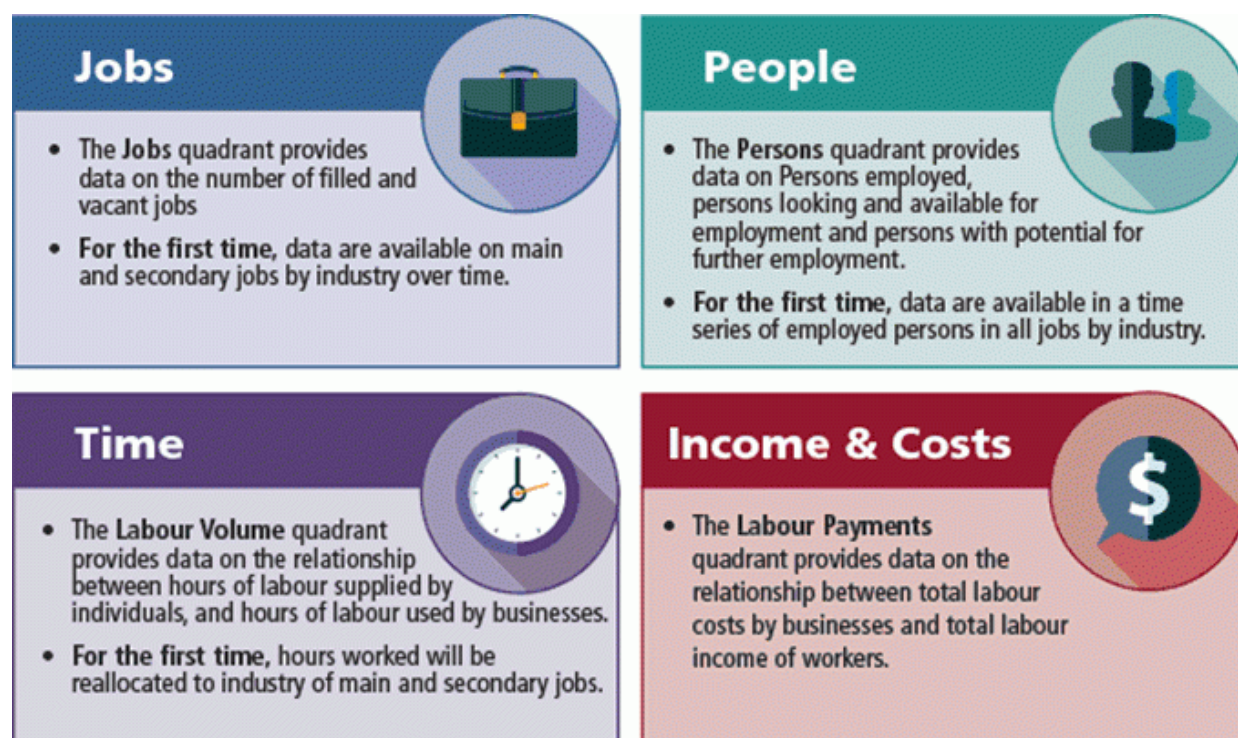 Jobs
• The Jobs quadrant provides
data on the number of filled and
vacant jobs
• For the first time, data are available on main
and secondary jobs by industry over time.
People
• The Persons quadrant provides
data on Persons employed,
persons looking and available for
employment and persons with potential for
further employment.
• For the first time, data are available in a time
series of employed persons in all jobs by industry.
Time
• The Labour Volume quadrant
provides data on the relationship
between hours of labour supplied by
individuals, and hours of labour used by businesses.
• For the first time, hours worked will be
reallocated to industry of main and secondary jobs.
Income & Costs
$
• The Labour Payments
quadrant provides data on the
relationship between total labour
costs by businesses and total labour
income of workers.